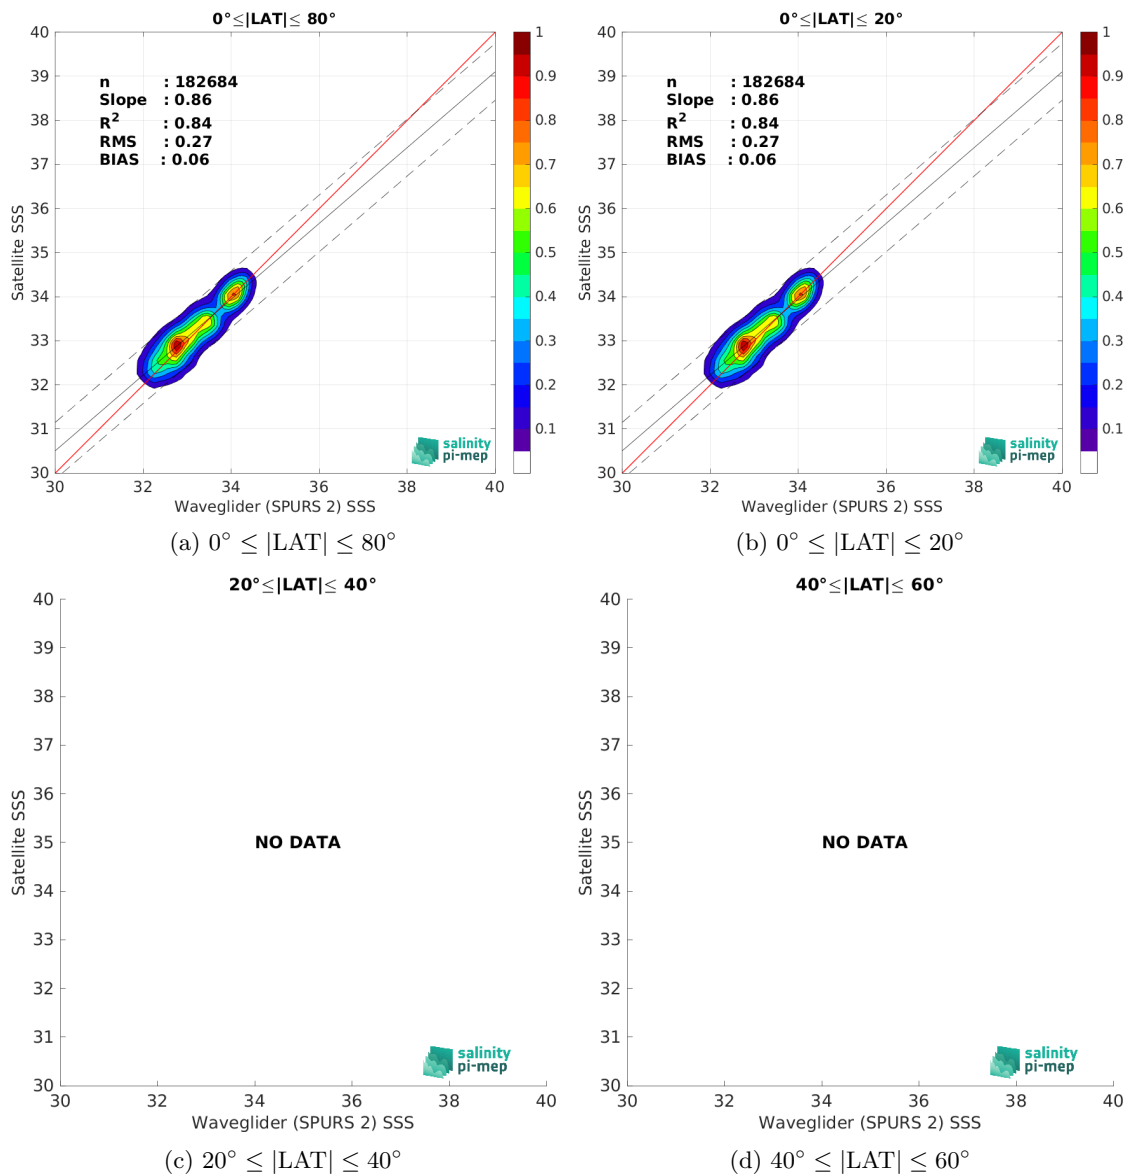 0°≤|LAT|≤ 80°
40
39
38
37
36
35
34
33
32
31
30
Satellite SSS
n : 182684
Slope : 0.86
R² : 0.84
RMS : 0.27
BIAS : 0.06
salinity
pi-mep
30 32 34 36 38 40
Waveglider (SPURS 2) SSS
1
0.9
0.8
0.7
0.6
0.5
0.4
0.3
0.2
0.1
(a) 0° ≤ |LAT| ≤ 80°
0°≤|LAT|≤ 20°
40
39
38
37
36
35
34
33
32
31
30
Satellite SSS
n : 182684
Slope : 0.86
R² : 0.84
RMS : 0.27
BIAS : 0.06
salinity
pi-mep
30 32 34 36 38 40
Waveglider (SPURS 2) SSS
1
0.9
0.8
0.7
0.6
0.5
0.4
0.3
0.2
0.1
(b) 0° ≤ |LAT| ≤ 20°
20°≤|LAT|≤ 40°
40
39
38
37
36
35
34
33
32
31
30
Satellite SSS
NO DATA
salinity
pi-mep
30 32 34 36 38 40
Waveglider (SPURS 2) SSS
(c) 20° ≤ |LAT| ≤ 40°
40°≤|LAT|≤ 60°
40
39
38
37
36
35
34
33
32
31
30
Satellite SSS
NO DATA
salinity
pi-mep
30 32 34 36 38 40
Waveglider (SPURS 2) SSS
(d) 40° ≤ |LAT| ≤ 60°